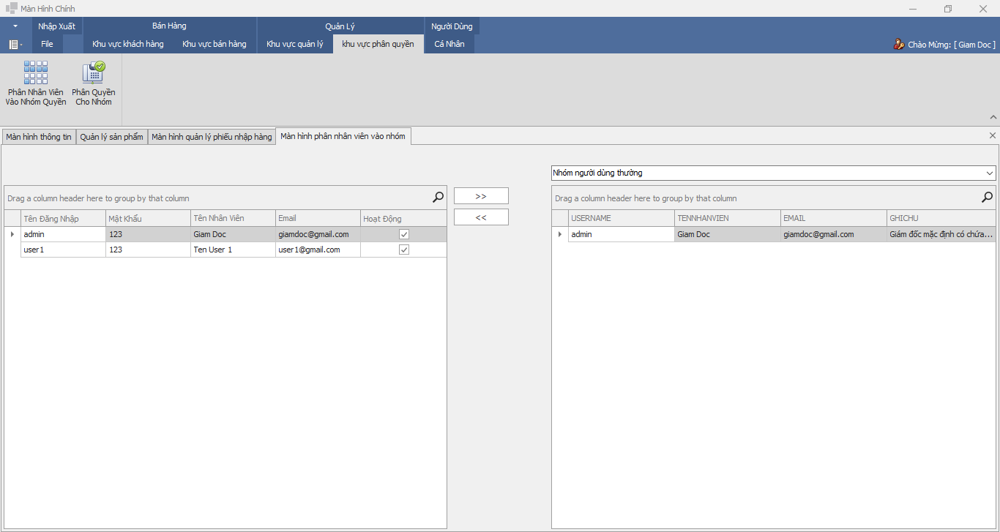 Màn Hình Chính
Nhập Xuất
Bán Hàng
Quản Lý
Người Dùng
File
Khu vực khách hàng
Khu vực bán hàng
Khu vực quản lý
khu vực phân quyền
Cá Nhân
Chào Mừng: [ Giam Doc ]
Phân Nhân Viên
Vào Nhóm Quyền
Phân Quyền
Cho Nhóm
Màn hình thông tin
Quản lý sản phẩm
Màn hình quản lý phiếu nhập hàng
Màn hình phân nhân viên vào nhóm
Nhóm người dùng thường
Drag a column header here to group by that column
Tên Đăng Nhập Mật Khẩu Tên Nhân Viên Email Hoạt Động
admin 123 Giam Doc giamdoc@gmail.com
user1 123 Ten User 1 user1@gmail.com
>>
<<
Drag a column header here to group by that column
USERNAME TENNHANVIEN EMAIL GHICHU
admin Giam Doc giamdoc@gmail.com Giám đốc mặc định có chứa...